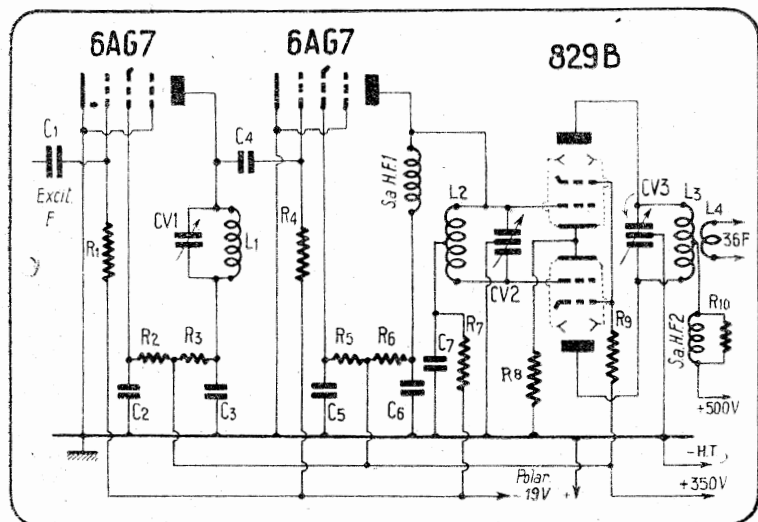 6AG7
6AG7
829B
C1
Excit.
F
R1
CV1
L1
C4
R4
Sa.H.F.1
L2
CV2
CV3
L3
L4
36F
R2
R3
C2
C3
R5
R6
C5
C6
C7
R7
R8
R9
Sa.H.F.2
R10
+500V
-H.T
+350V
Polar.
-19V
+